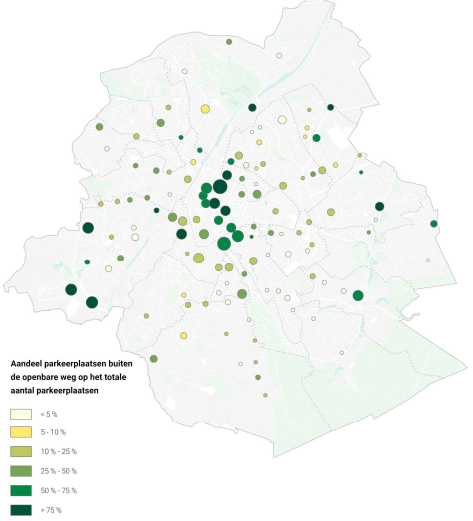 Aandeel parkeerplaatsen buiten
de openbare weg op het totale
aantal parkeerplaatsen
< 5 %
5 - 10 %
10 % - 25 %
25 % - 50 %
50 % - 75 %
> 75 %